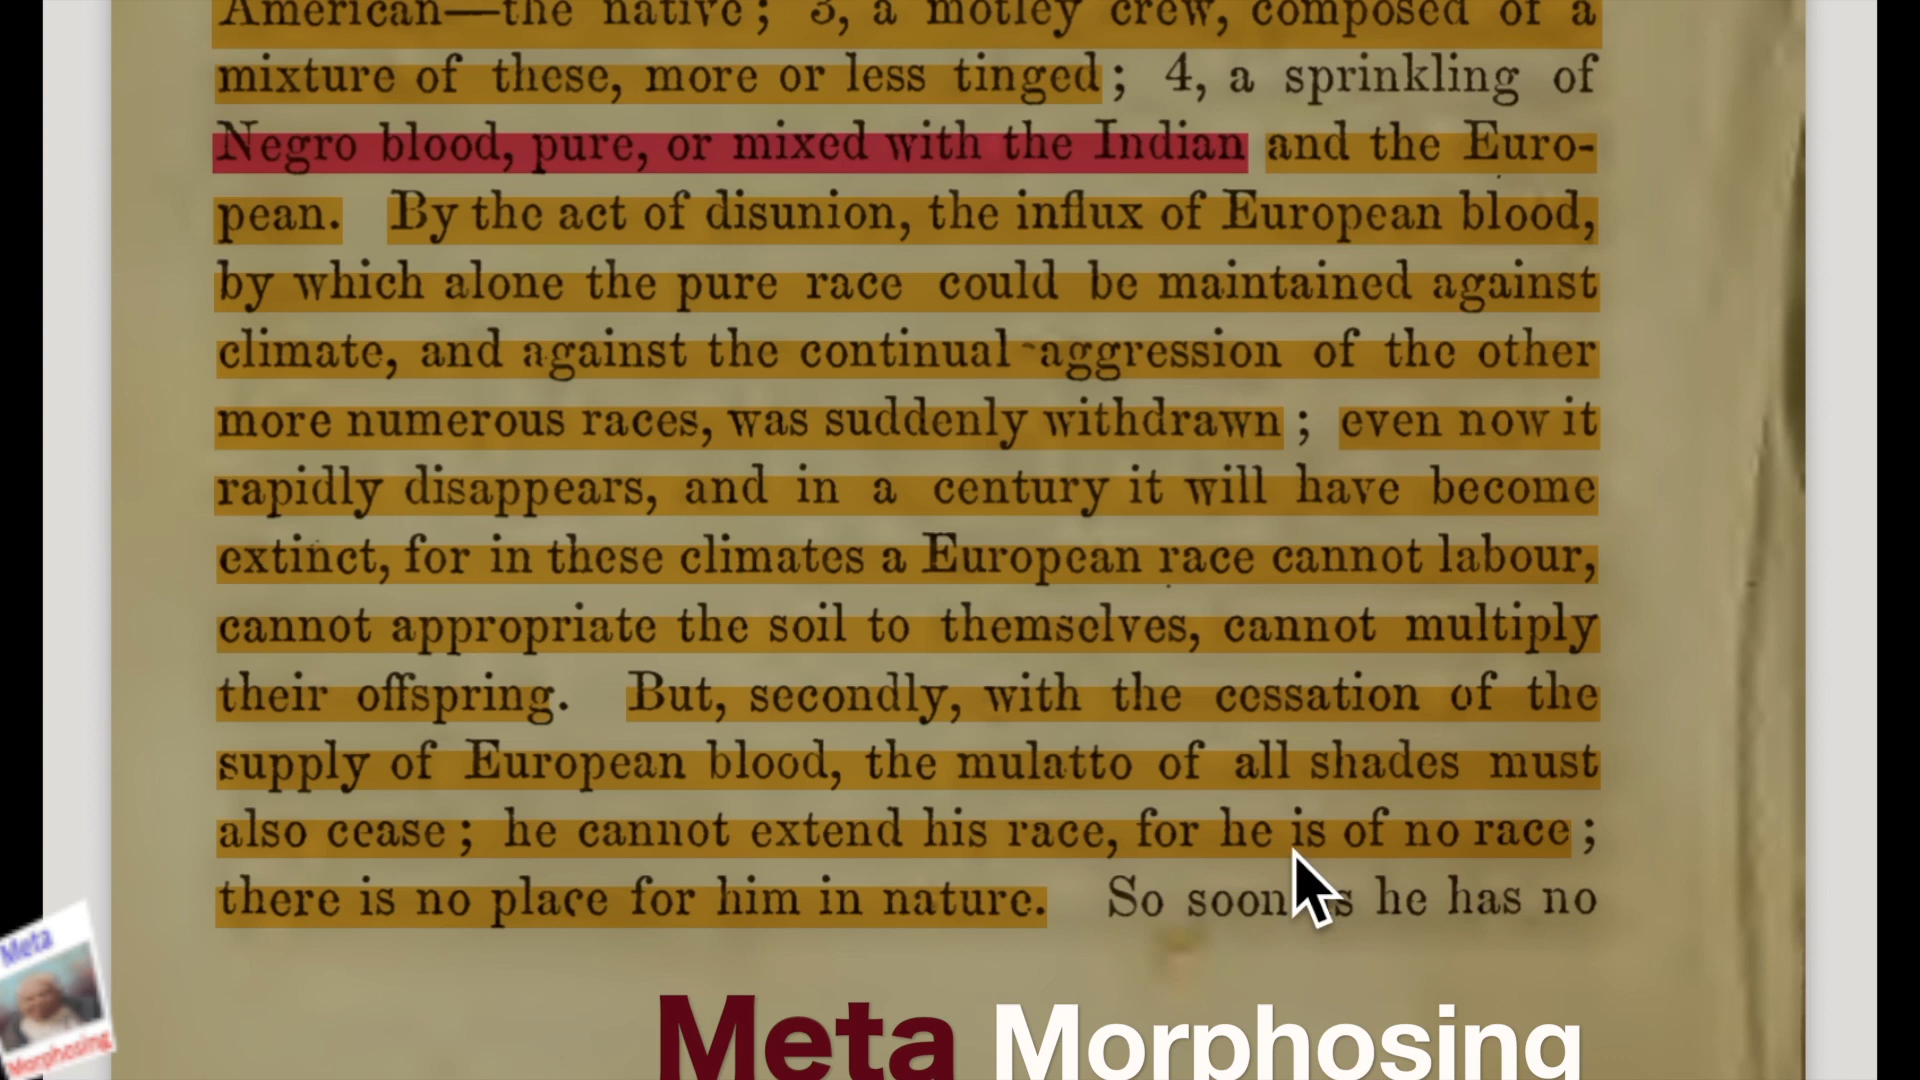 American—the native; 3, a motley crew, composed of a
mixture of these, more or less tinged; 4, a sprinkling of
Negro blood, pure, or mixed with the Indian and the Euro-
pean. By the act of disunion, the influx of European blood,
by which alone the pure race could be maintained against
climate, and against the continual aggression of the other
more numerous races, was suddenly withdrawn; even now it
rapidly disappears, and in a century it will have become
extinct, for in these climates a European race cannot labour,
cannot appropriate the soil to themselves, cannot multiply
their offspring. But, secondly, with the cessation of the
supply of European blood, the mulatto of all shades must
also cease; he cannot extend his race, for he is of no race;
there is no place for him in nature. So soon as he has no
Meta
Morphosing
Meta Morphosing